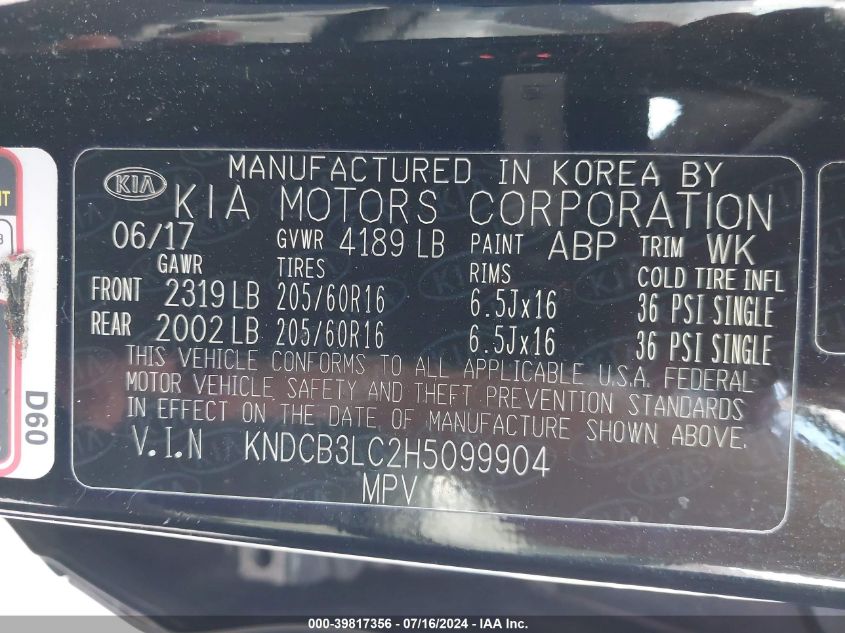 MANUFACTURED IN KOREA BY
KIA KIA MOTORS CORPORATION
06/17 GVWR 4189 LB PAINT ABP TRIM WK
GAWR TIRES RIMS COLD TIRE INFL
FRONT 2319 LB 205/60R16 6.5Jx16 36 PSI SINGLE
REAR 2002 LB 205/60R16 6.5Jx16 36 PSI SINGLE
THIS VEHICLE CONFORMS TO ALL APPLICABLE U.S.A. FEDERAL
MOTOR VEHICLE SAFETY AND THEFT PREVENTION STANDARDS
IN EFFECT ON THE DATE OF MANUFACTURE SHOWN ABOVE.
V.I.N KNDCB3LC2H5099904
MPV
D60
000-39817356 - 07/16/2024 - IAA Inc.